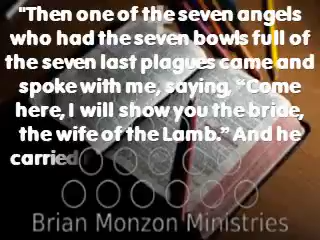 "Then one of the seven angels
who had the seven bowls full of
the seven last plagues came and
spoke with me, saying, "Come
here, I will show you the bride,
the wife of the Lamb." And he
carried
Brian Monzon Ministries